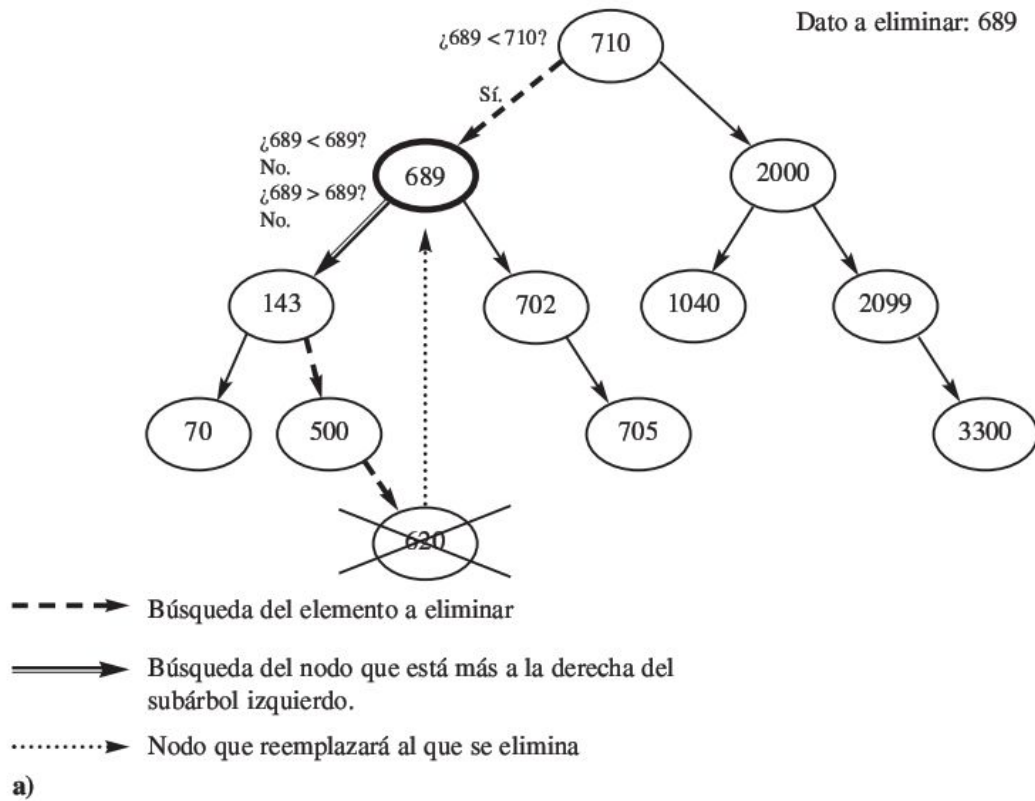 Dato a eliminar: 689
¿689 < 710?
710
Sí.
¿689 < 689?
No.
¿689 > 689?
No.
689
2000
143
702
1040
2099
70
500
705
3300
620
Búsqueda del elemento a eliminar
Búsqueda del nodo que está más a la derecha del
subárbol izquierdo.
Nodo que reemplazará al que se elimina
a)